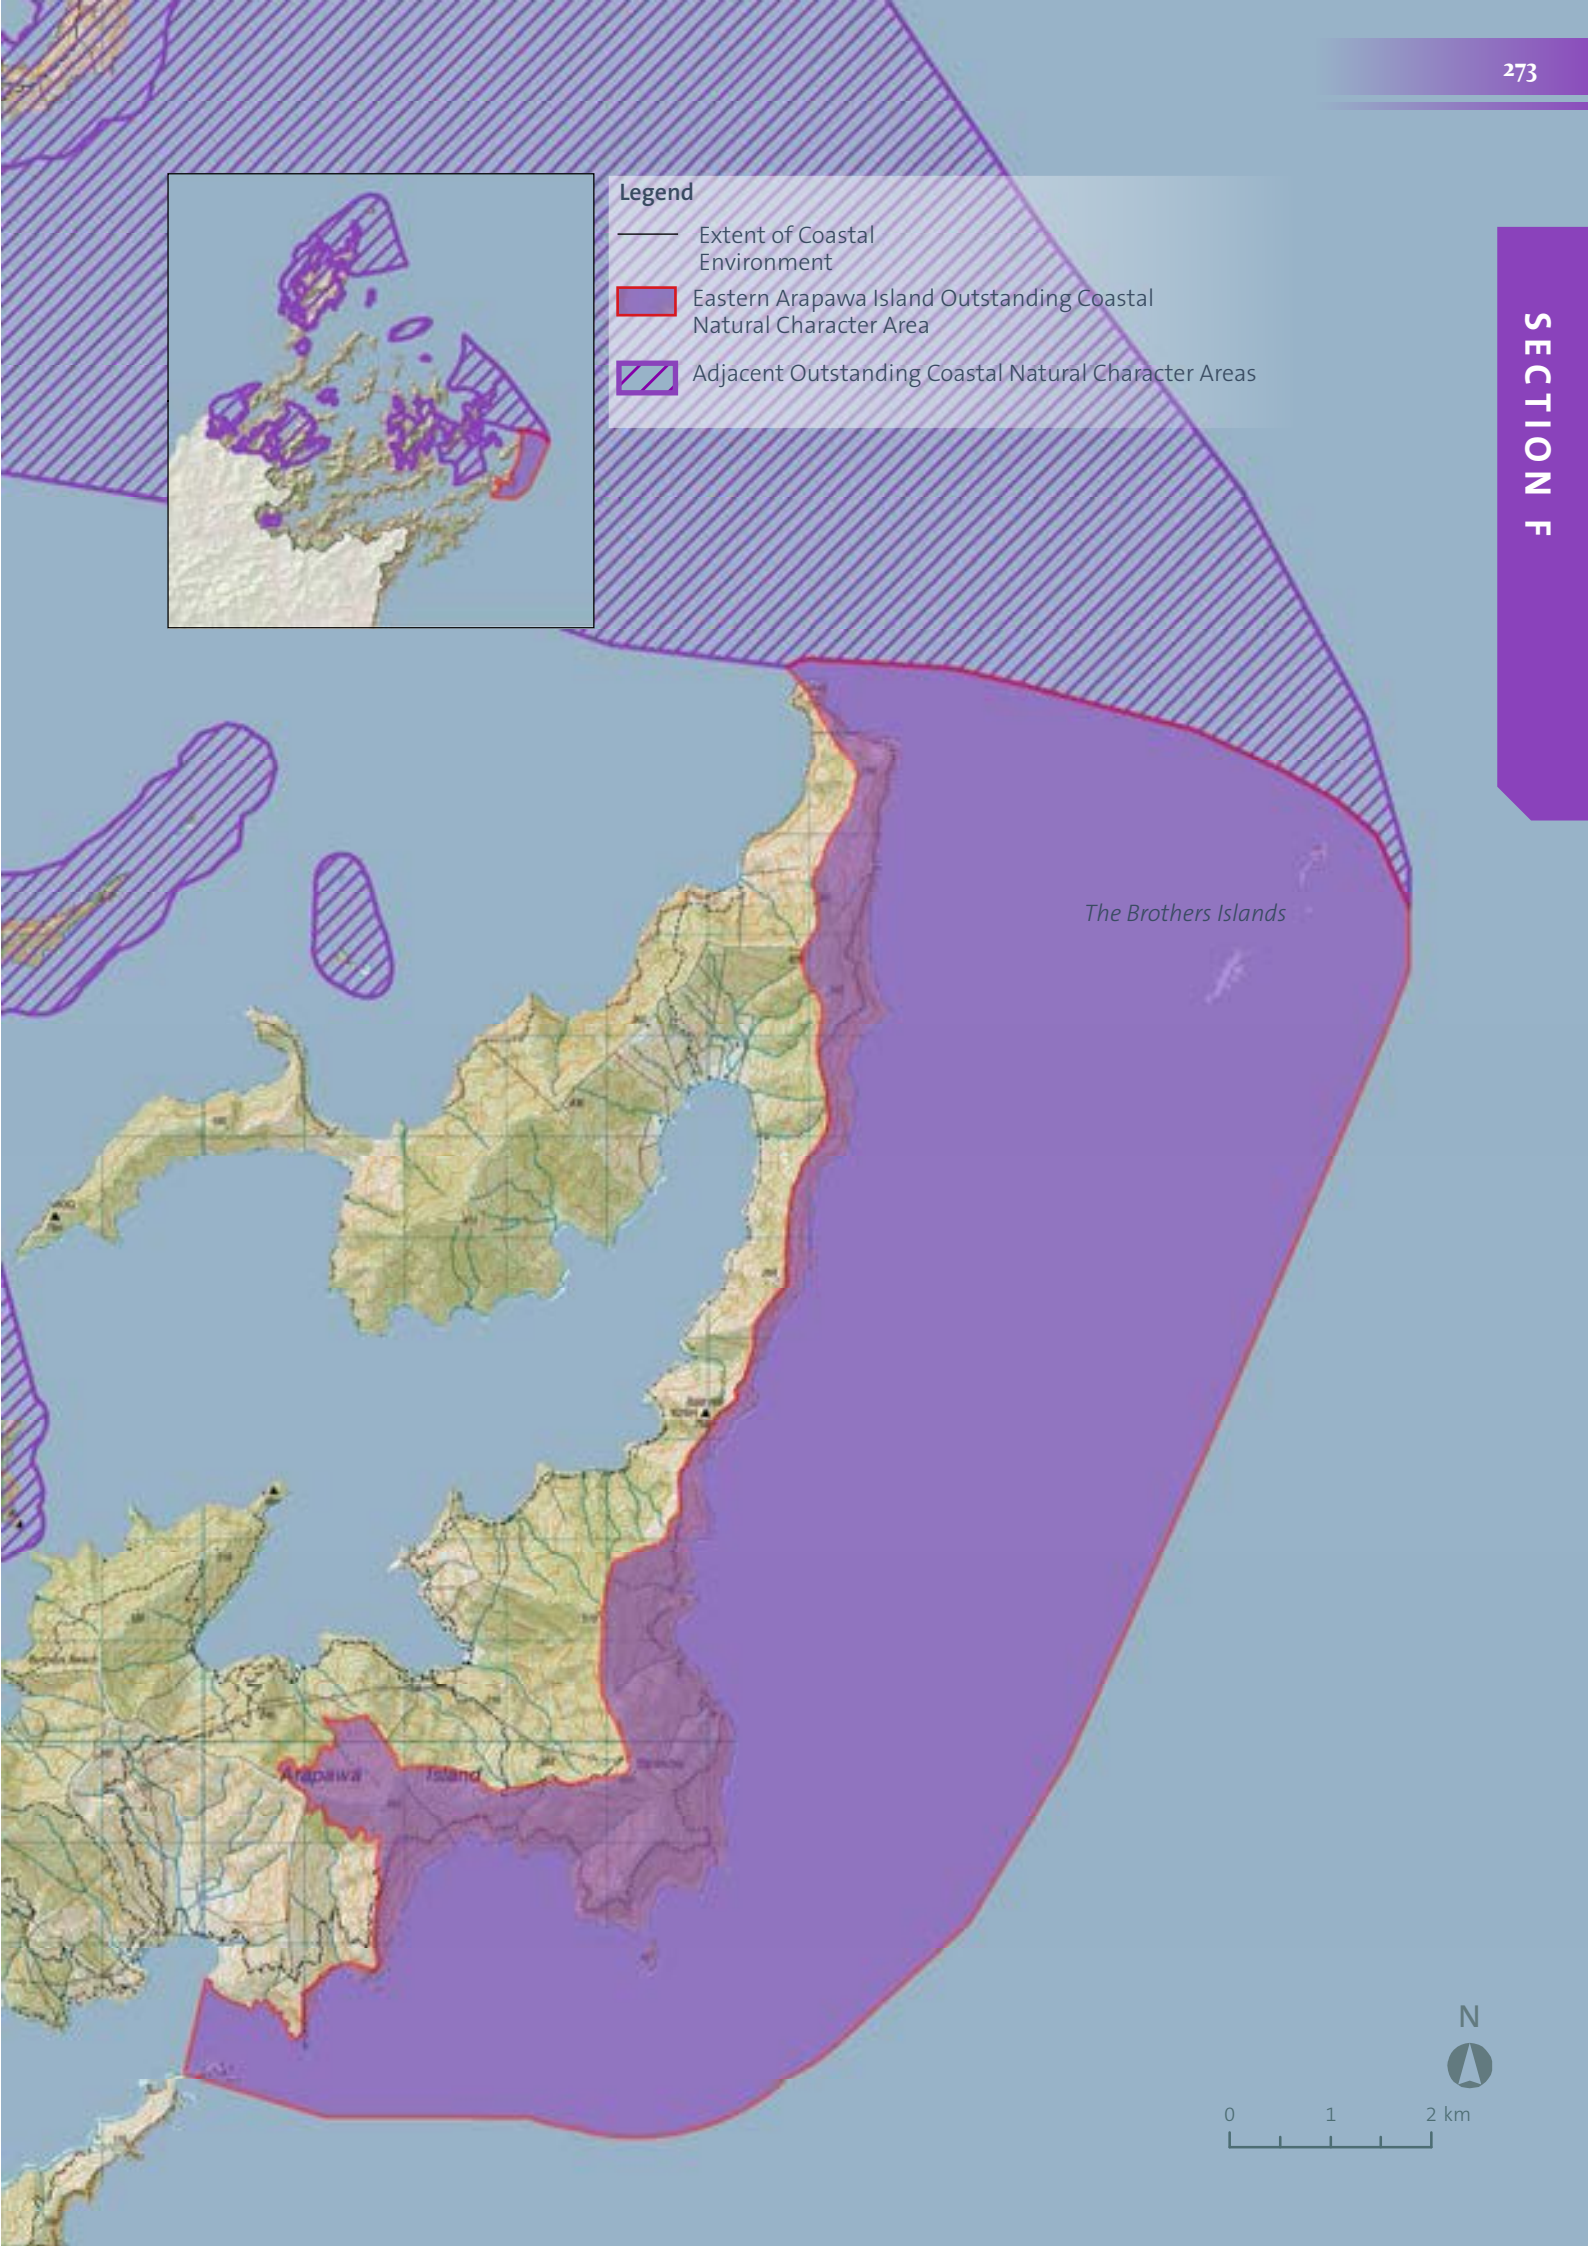 273
SECTION F
Legend
Extent of Coastal
Environment
Eastern Arapawa Island Outstanding Coastal
Natural Character Area
Adjacent Outstanding Coastal Natural Character Areas
The Brothers Islands
Arapawa Island
N
0 1 2 km